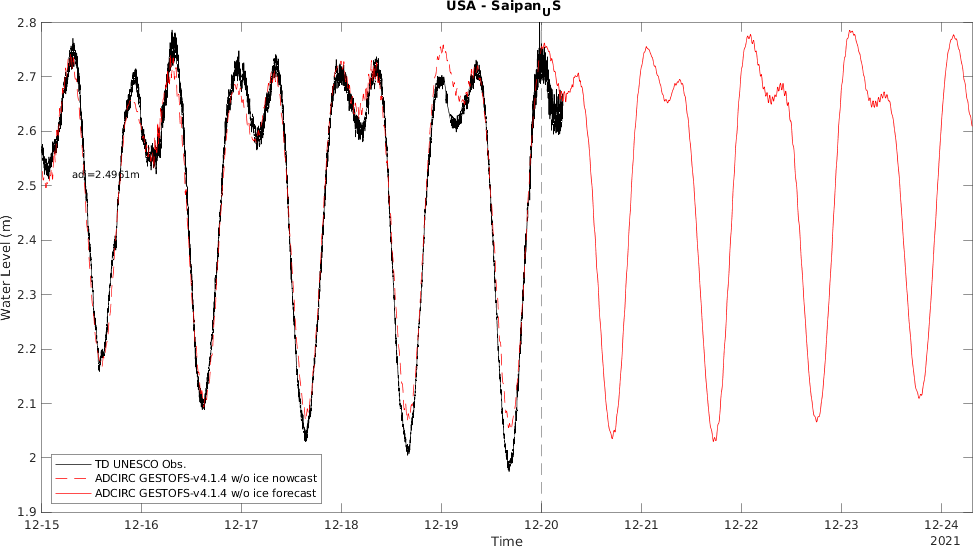 USA - Saipan_US
2.8
2.7
2.6
2.5
2.4
2.3
2.2
2.1
2
1.9
Water Level (m)
adj=2.4961m
TD UNESCO Obs.
ADCIRC GESTOFS-v4.1.4 w/o ice nowcast
ADCIRC GESTOFS-v4.1.4 w/o ice forecast
12-15 12-16 12-17 12-18 12-19 12-20 12-21 12-22 12-23 12-24
Time
2021